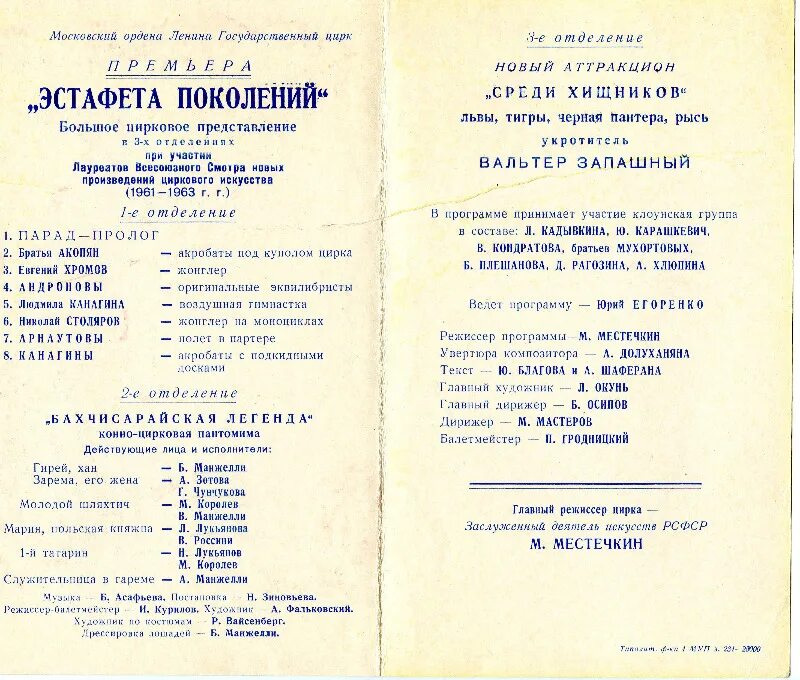 Московский ордена Ленина Государственный цирк
ПРЕМЬЕРА
„ЭСТАФЕТА ПОКОЛЕНИЙ“
Большое цирковое представление
в 3-х отделениях
при участии
Лауреатов Всесоюзного Смотра новых
произведений циркового искусства
(1961—1963 г. г.)
1-е отделение
1. ПАРАД—ПРОЛОГ
2. Братья АКОПЯН — акробаты под куполом цирка
3. Евгений ХРОМОВ — жонглер
4. АНДРОНОВЫ — оригинальные эквилибристы
5. Людмила КАНАГИНА — воздушная гимнастка
6. Николай СТОЛЯРОВ — жонглер на моноциклах
7. АРНАУТОВЫ — полет в партере
8. КАНАГИНЫ — акробаты с подкидными
досками
2-е отделение
„БАХЧИСАРАЙСКАЯ ЛЕГЕНДА“
конно-цирковая пантомима
Действующие лица и исполнители:
Гирей, хан — Б. Манжелли
Зарема, его жена — А. Зотова
Г. Чунчукова
Молодой шляхтич — М. Королев
В. Манжелли
Мария, польская княжна — Л. Лукьянова
В. Россини
1-й татарин — Н. Лукьянов
М. Королев
Служительница в гареме — А. Манжелли
Музыка — Б. Асафьева. Постановка — Н. Зиновьева.
Режиссер-балетмейстер — И. Курилов. Художник — А. Фальковский.
Художник по костюмам — Р. Вайсенберг.
Дрессировка лошадей — Б. Манжелли.
3-е отделение
НОВЫЙ АТТРАКЦИОН
„СРЕДИ ХИЩНИКОВ“
львы, тигры, черная пантера, рысь
укротитель
ВАЛЬТЕР ЗАПАШНЫЙ
В программе принимает участие клоунская группа
в составе: Л. КАДЫВКИНА, Ю. КАРАШКЕВИЧ,
В. КОНДРАТОВА, братьев МУХОРТОВЫХ,
Б. ПЛЕШАНОВА, Д. РАГОЗИНА, А. ХЛЮПИНА
Ведет программу — Юрий ЕГОРЕНКО
Режиссер программы — М. МЕСТЕЧКИН
Увертюра композитора — А. ДОЛУХАНЯНА
Текст — Ю. БЛАГОВА и А. ШАФЕРАНА
Главный художник — Л. ОКУНЬ
Главный дирижер — Б. ОСИПОВ
Дирижер — М. МАСТЕРОВ
Балетмейстер — П. ГРОДНИЦКИЙ
Главный режиссер цирка —
Заслуженный деятель искусств РСФСР
М. МЕСТЕЧКИН
Типолит. ф-ки 1 МУП з. 221- 20000